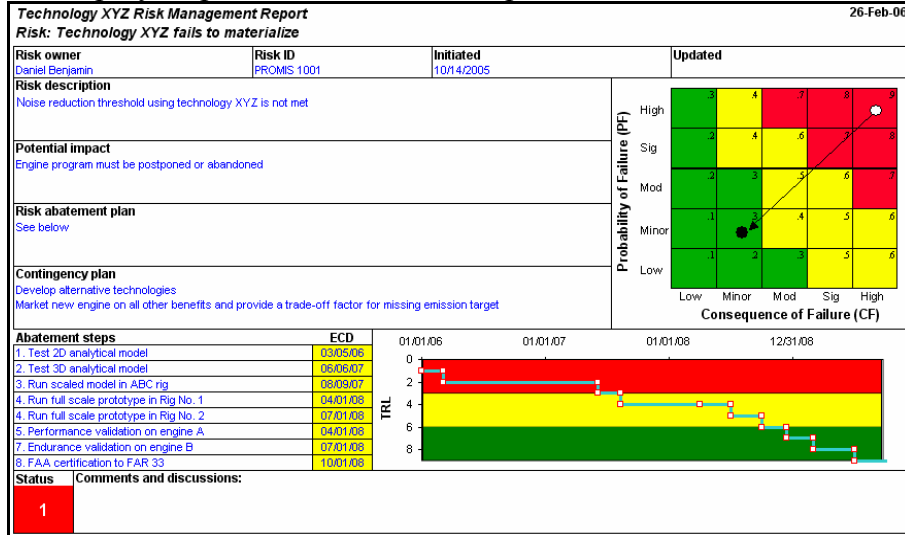 Technology XYZ Risk Management Report
26-Feb-06
Risk: Technology XYZ fails to materialize
Risk owner
Daniel Benjamin
Risk ID
PROMIS 1001
Initiated
10/14/2005
Updated
Risk description
Noise reduction threshold using technology XYZ is not met
Potential impact
Engine program must be postponed or abandoned
Risk abatement plan
See below
Contingency plan
Develop alternative technologies
Market new engine on all other benefits and provide a trade-off factor for missing emission target
Probability of Failure (PF)
High .3 .4 .7 .8 .9
Sig .2 .4 .6 .7 .8
Mod .2 .3 .5 .6 .7
Minor .1 .3 .4 .5 .6
Low .1 .2 .3 .5 .6
Low Minor Mod Sig High
Consequence of Failure (CF)
Abatement steps ECD
1. Test 2D analytical model 03/05/06
2. Test 3D analytical model 06/06/07
3. Run scaled model in ABC rig 08/09/07
4. Run full scale prototype in Rig No. 1 04/01/08
4. Run full scale prototype in Rig No. 2 07/01/08
5. Performance validation on engine A 04/01/08
7. Endurance validation on engine B 07/01/08
8. FAA certification to FAR 33 10/01/08
01/01/06 01/01/07 01/01/08 12/31/08
TRL
0
2
4
6
8
Status
1
Comments and discussions: